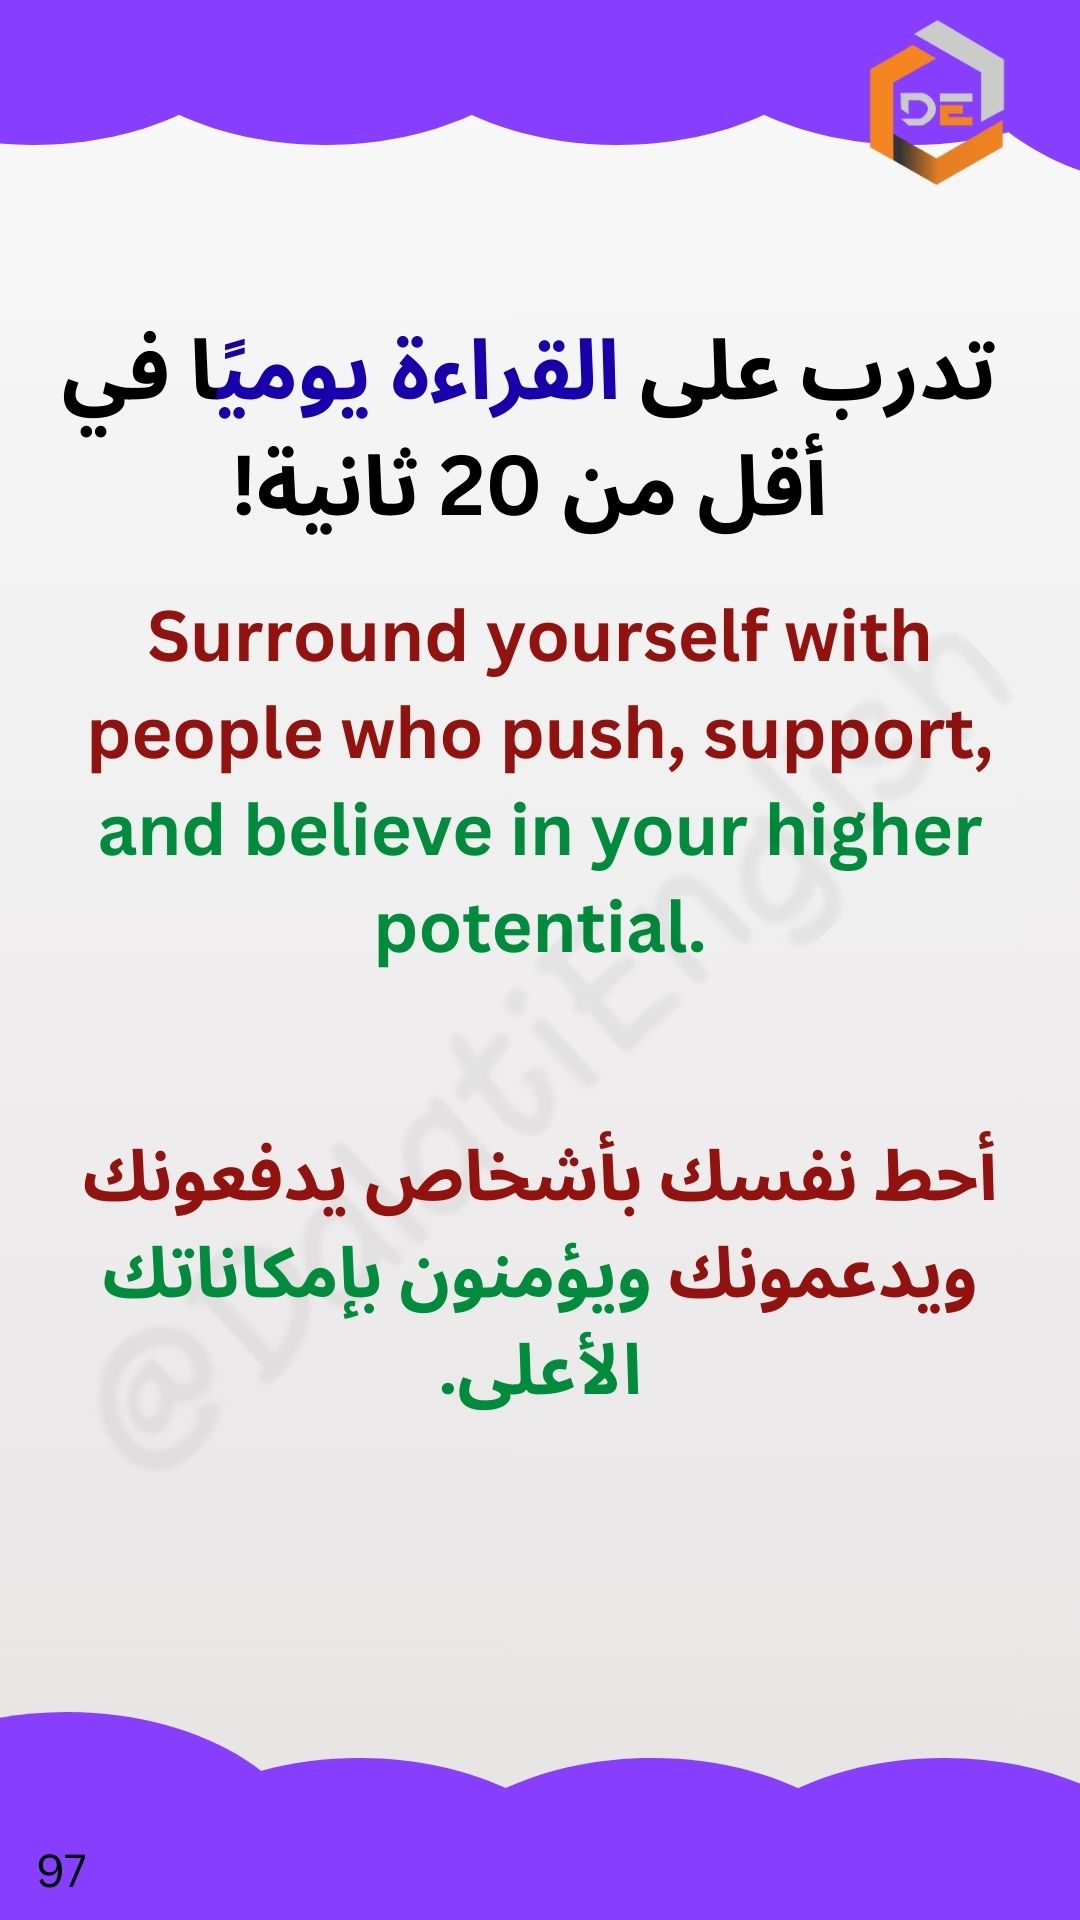 DE
تدرب على القراءة يوميًا في
أقل من 20 ثانية!
Surround yourself with
people who push, support,
and believe in your higher
potential.
@DalatiEnglish
أحط نفسك بأشخاص يدفعونك
ويدعمونك ويؤمنون بإمكاناتك
الأعلى.
97